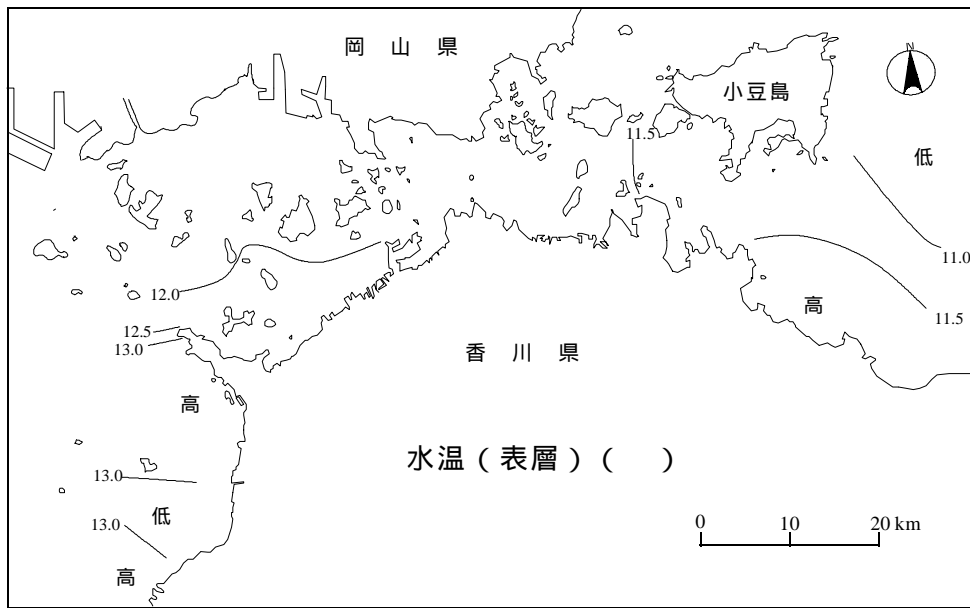 岡 山 県
N
小豆島
11.5
低
11.0
12.0
高
11.5
12.5
13.0
香 川 県
高
水温（表層）（　）
13.0
低
13.0
0 10 20 km
高